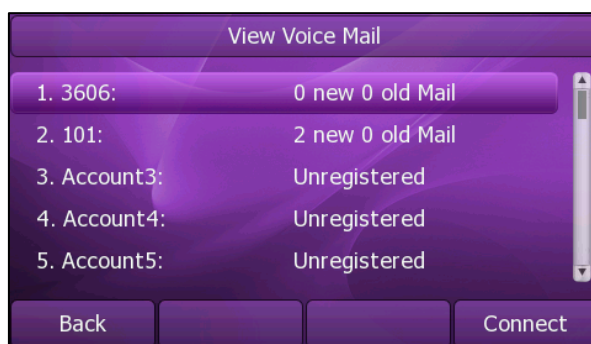 View Voice Mail
1. 3606: 0 new 0 old Mail
2. 101: 2 new 0 old Mail
3. Account3: Unregistered
4. Account4: Unregistered
5. Account5: Unregistered
Back Connect